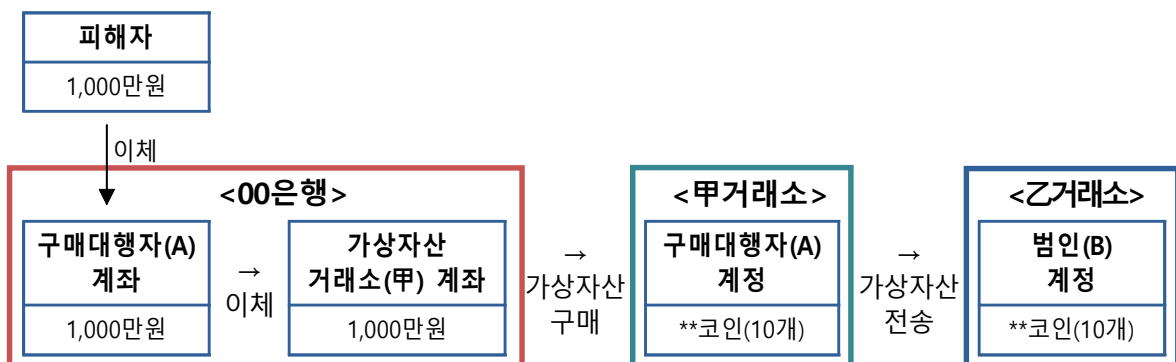 피해자
1,000만원
이체
<00은행>
구매대행자(A)
계좌
1,000만원
→
이체
가상자산
거래소(甲) 계좌
1,000만원
→
가상자산
구매
<甲거래소>
구매대행자(A)
계정
**코인(10개)
→
가상자산
전송
<乙거래소>
범인(B)
계정
**코인(10개)